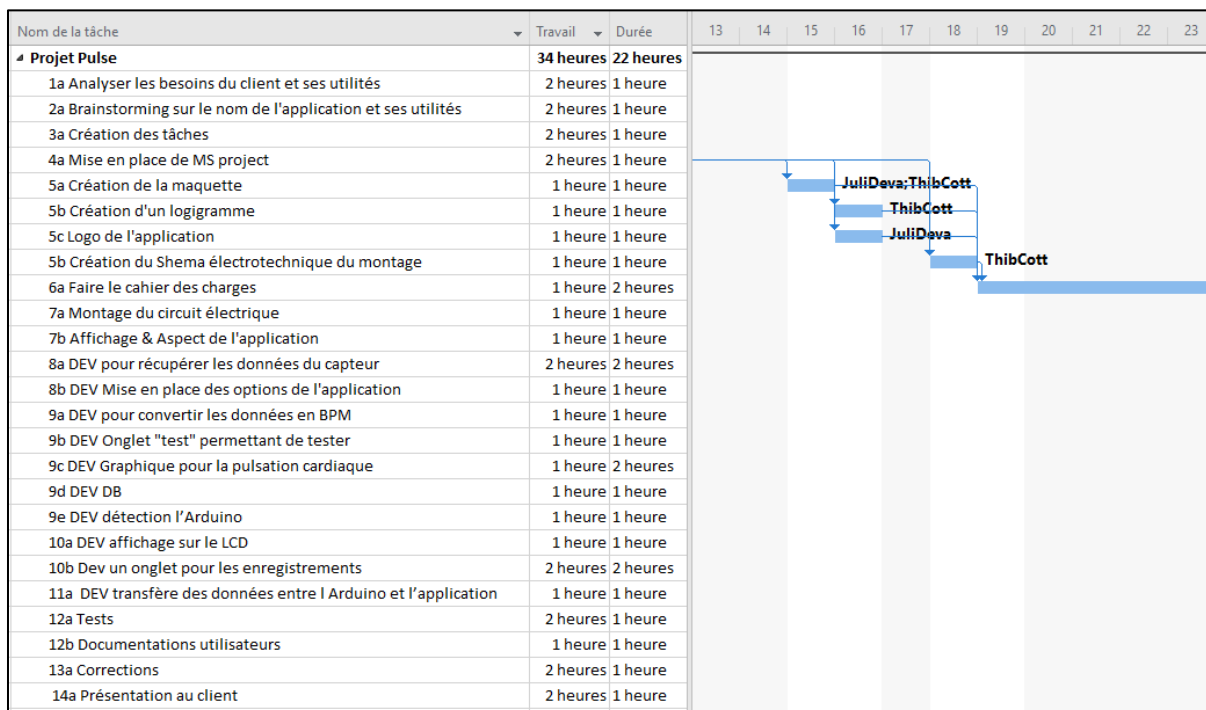 Nom de la tâche Travail Durée 13 14 15 16 17 18 19 20 21 22 23
Projet Pulse 34 heures 22 heures
1a Analyser les besoins du client et ses utilités 2 heures 1 heure
2a Brainstorming sur le nom de l'application et ses utilités 2 heures 1 heure
3a Création des tâches 2 heures 1 heure
4a Mise en place de MS project 2 heures 1 heure
5a Création de la maquette 1 heure 1 heure JuliDeva;ThibCott
5b Création d'un logigramme 1 heure 1 heure ThibCott
5c Logo de l'application 1 heure 1 heure JuliDeva
5b Création du Shema électrotechnique du montage 1 heure 1 heure ThibCott
6a Faire le cahier des charges 1 heure 2 heures
7a Montage du circuit électrique 1 heure 1 heure
7b Affichage & Aspect de l'application 1 heure 1 heure
8a DEV pour récupérer les données du capteur 2 heures 2 heures
8b DEV Mise en place des options de l'application 1 heure 1 heure
9a DEV pour convertir les données en BPM 1 heure 1 heure
9b DEV Onglet "test" permettant de tester 1 heure 1 heure
9c DEV Graphique pour la pulsation cardiaque 1 heure 2 heures
9d DEV DB 1 heure 1 heure
9e DEV détection l’Arduino 1 heure 1 heure
10a DEV affichage sur le LCD 1 heure 1 heure
10b Dev un onglet pour les enregistrements 2 heures 2 heures
11a DEV transfère des données entre l Arduino et l’application 1 heure 1 heure
12a Tests 2 heures 1 heure
12b Documentations utilisateurs 1 heure 1 heure
13a Corrections 2 heures 1 heure
14a Présentation au client 2 heures 1 heure